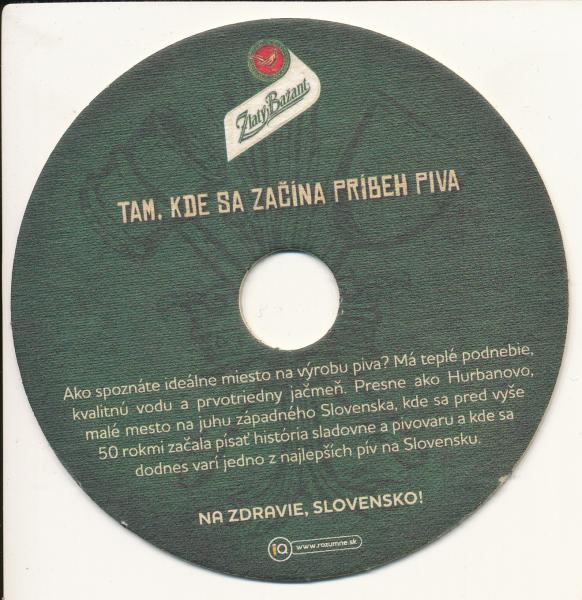 Zlatý Bažant
TAM, KDE SA ZAČÍNA PRÍBEH PIVA
Ako spoznáte ideálne miesto na výrobu piva? Má teplé podnebie,
kvalitnú vodu a prvotriedny jačmeň. Presne ako Hurbanovo,
malé mesto na juhu západného Slovenska, kde sa pred vyše
50 rokmi začala písať história sladovne a pivovaru a kde sa
dodnes varí jedno z najlepších pív na Slovensku.
NA ZDRAVIE, SLOVENSKO!
www.rozumne.sk